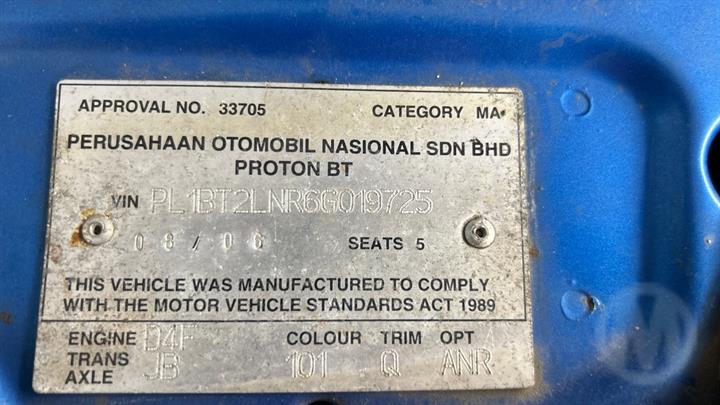 APPROVAL NO. 33705 CATEGORY MA
PERUSAHAAN OTOMOBIL NASIONAL SDN BHD
PROTON BT
VIN PL1BT2LNR6G019725
08/06 SEATS 5
THIS VEHICLE WAS MANUFACTURED TO COMPLY
WITH THE MOTOR VEHICLE STANDARDS ACT 1989
ENGINE D4F COLOUR TRIM OPT
TRANS AXLE JB 101 Q ANR
M